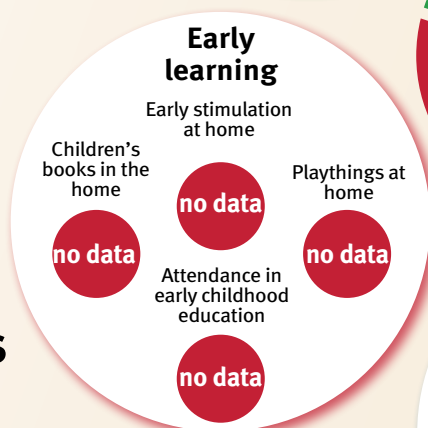 Early
learning
Early stimulation
at home
Children's
books in the
home
Playthings at
home
no data
no data
no data
Attendance in
early childhood
education
no data
s